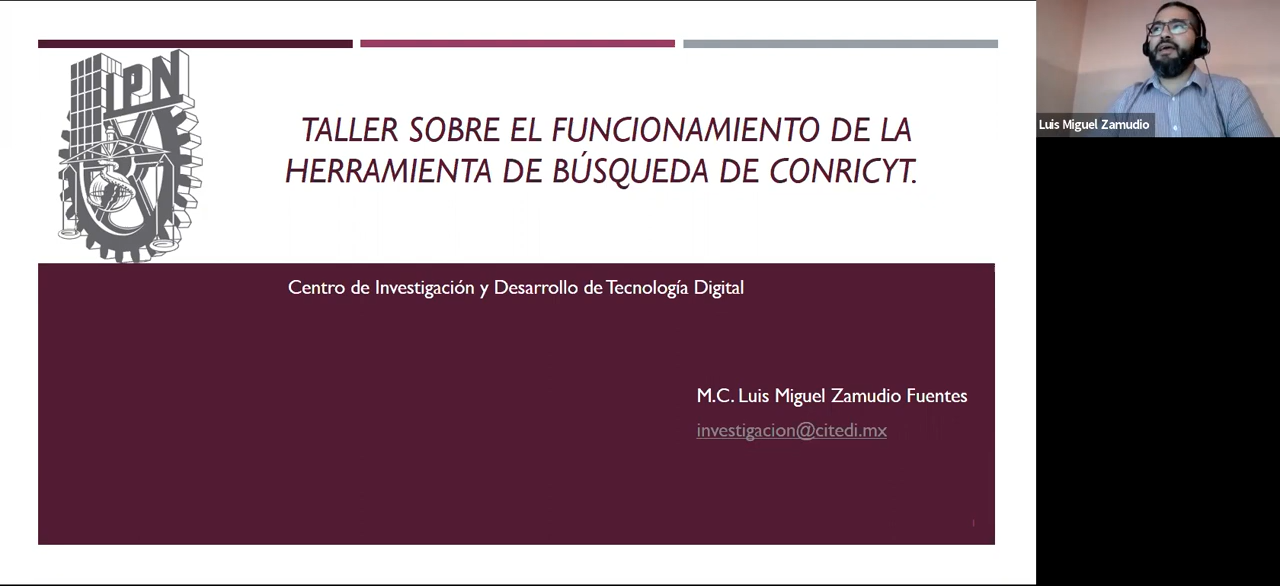 IPN
TALLER SOBRE EL FUNCIONAMIENTO DE LA
HERRAMIENTA DE BÚSQUEDA DE CONRICYT.
Centro de Investigación y Desarrollo de Tecnología Digital
M.C. Luis Miguel Zamudio Fuentes
investigacion@citedi.mx
1
Luis Miguel Zamudio